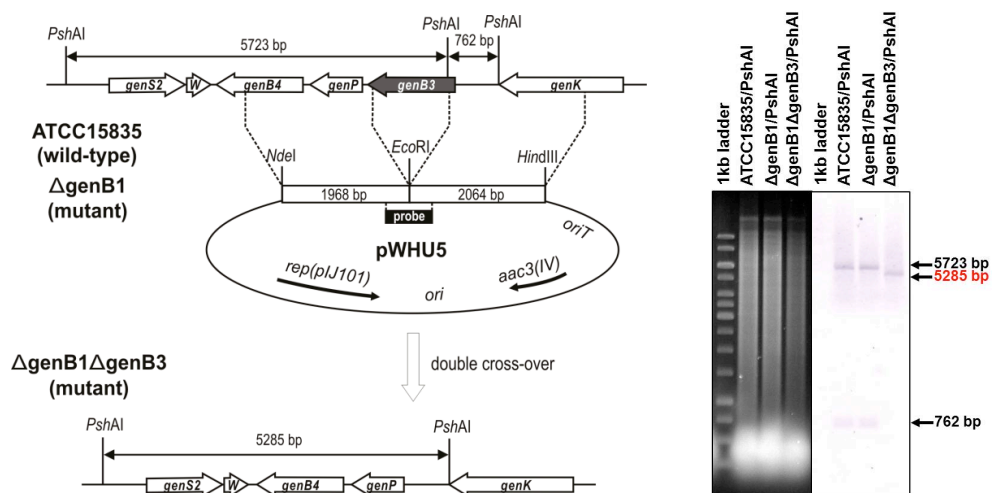 PshAI
5723 bp
PshAI
762 bp
PshAI
genS2
W
genB4
genP
genB3
genK
ATCC15835
(wild-type)
ΔgenB1
(mutant)
NdeI
EcoRI
HindIII
1968 bp
2064 bp
probe
oriT
pWHU5
rep(pIJ101)
ori
aac3(IV)
double cross-over
ΔgenB1ΔgenB3
(mutant)
PshAI
5285 bp
PshAI
genS2
W
genB4
genP
genK
1kb ladder
ATCC15835/PshAI
ΔgenB1/PshAI
ΔgenB1ΔgenB3/PshAI
1kb ladder
ATCC15835/PshAI
ΔgenB1/PshAI
ΔgenB1ΔgenB3/PshAI
5723 bp
5285 bp
762 bp